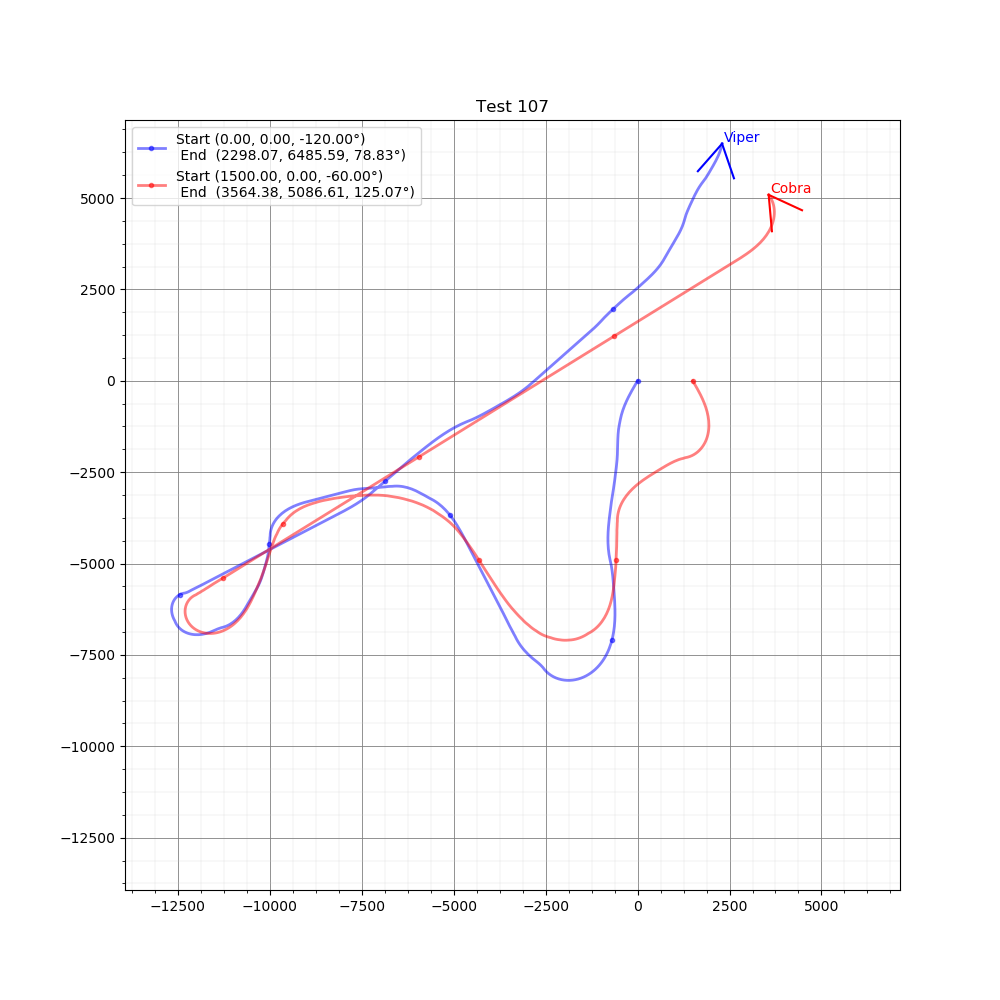 Test 107
Start (0.00, 0.00, -120.00°)
End (2298.07, 6485.59, 78.83°)
Start (1500.00, 0.00, -60.00°)
End (3564.38, 5086.61, 125.07°)
Viper
Cobra
5000
2500
0
−2500
−5000
−7500
−10000
−12500
−12500 −10000 −7500 −5000 −2500 0 2500 5000